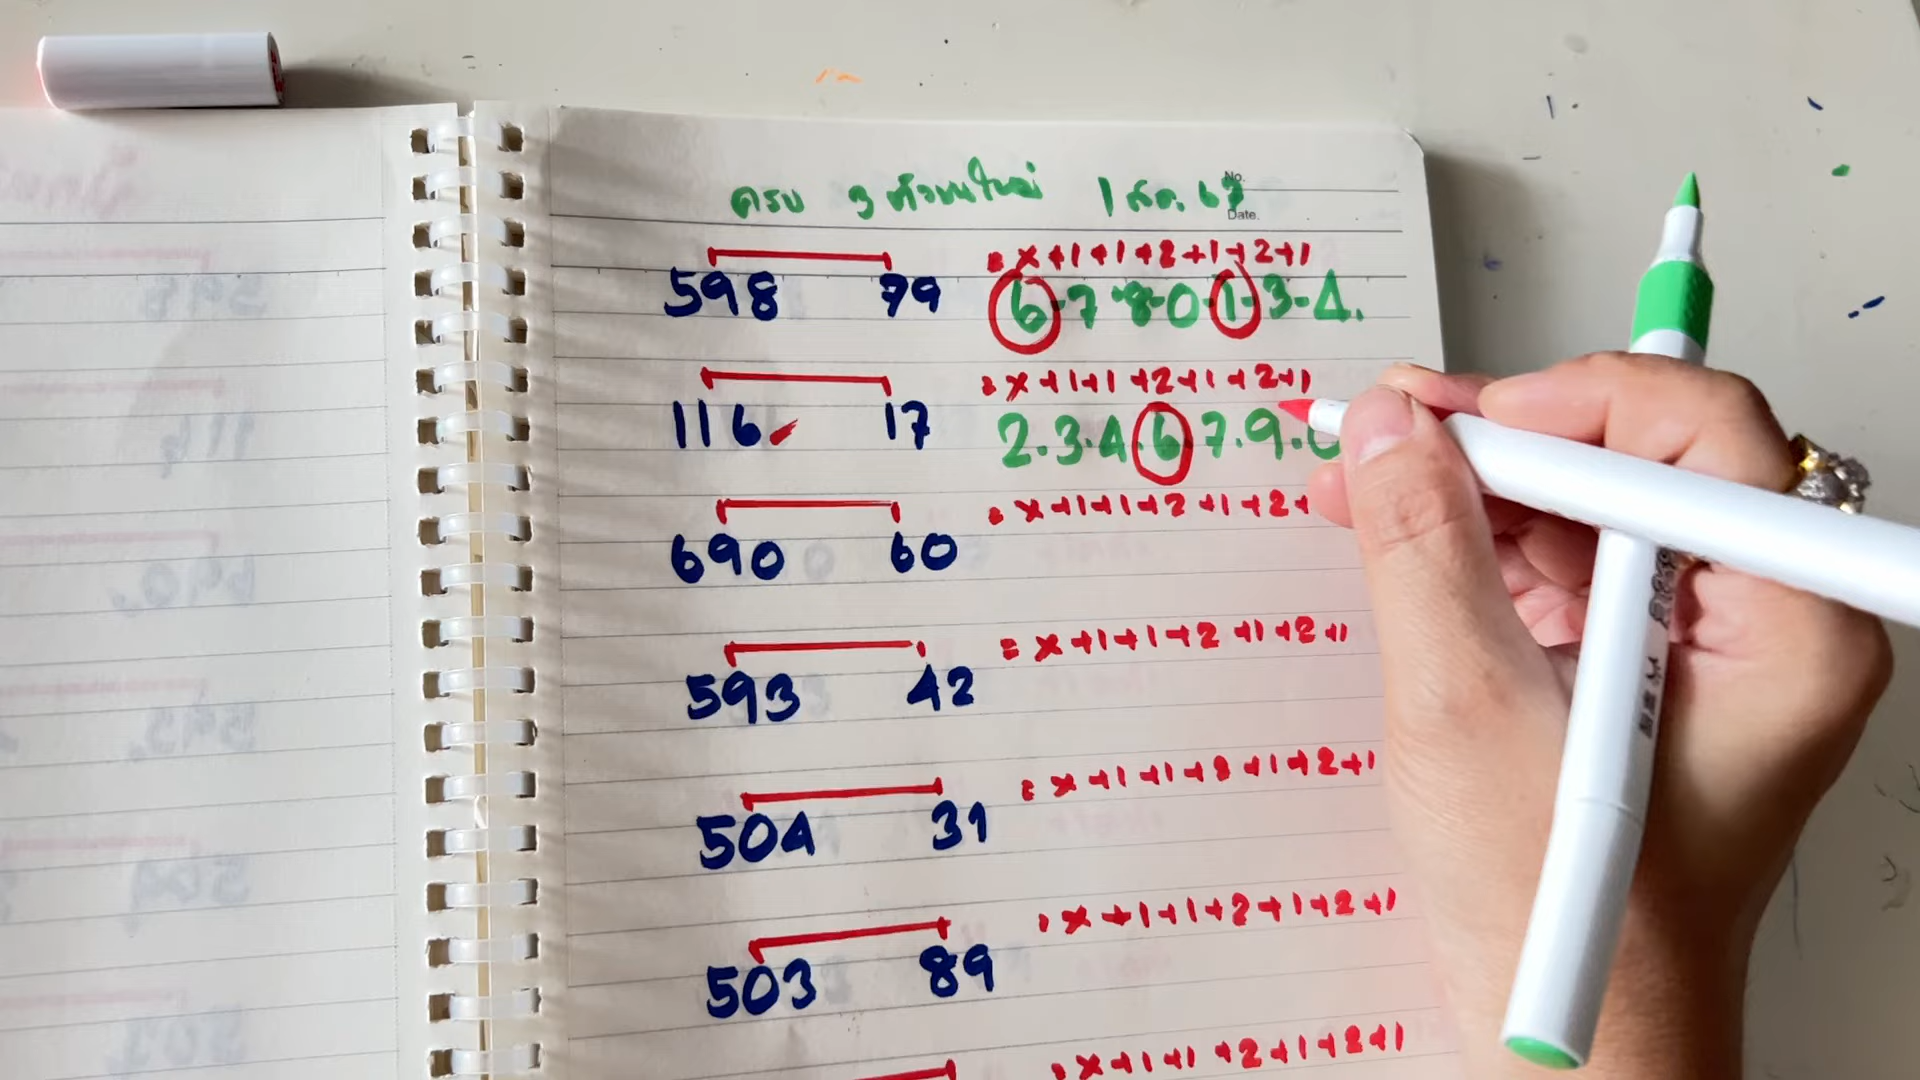 No.
ครบ 3 ตัวบนใหม่ 1 สค. 67
Date.
= x+1+1+2+1+2+1
598 79 6-7-8-0-1-3-4.
= x+1+1+2+1+2+1
116 17 2.3.4.6.7.9.0
= x+1+1+2+1+2+
690 60
= x+1+1+2+1+2+1
593 42
= x+1+1+2+1+2+1
504 31
= x+1+1+2+1+2+1
503 89
= x+1+1+2+1+2+1